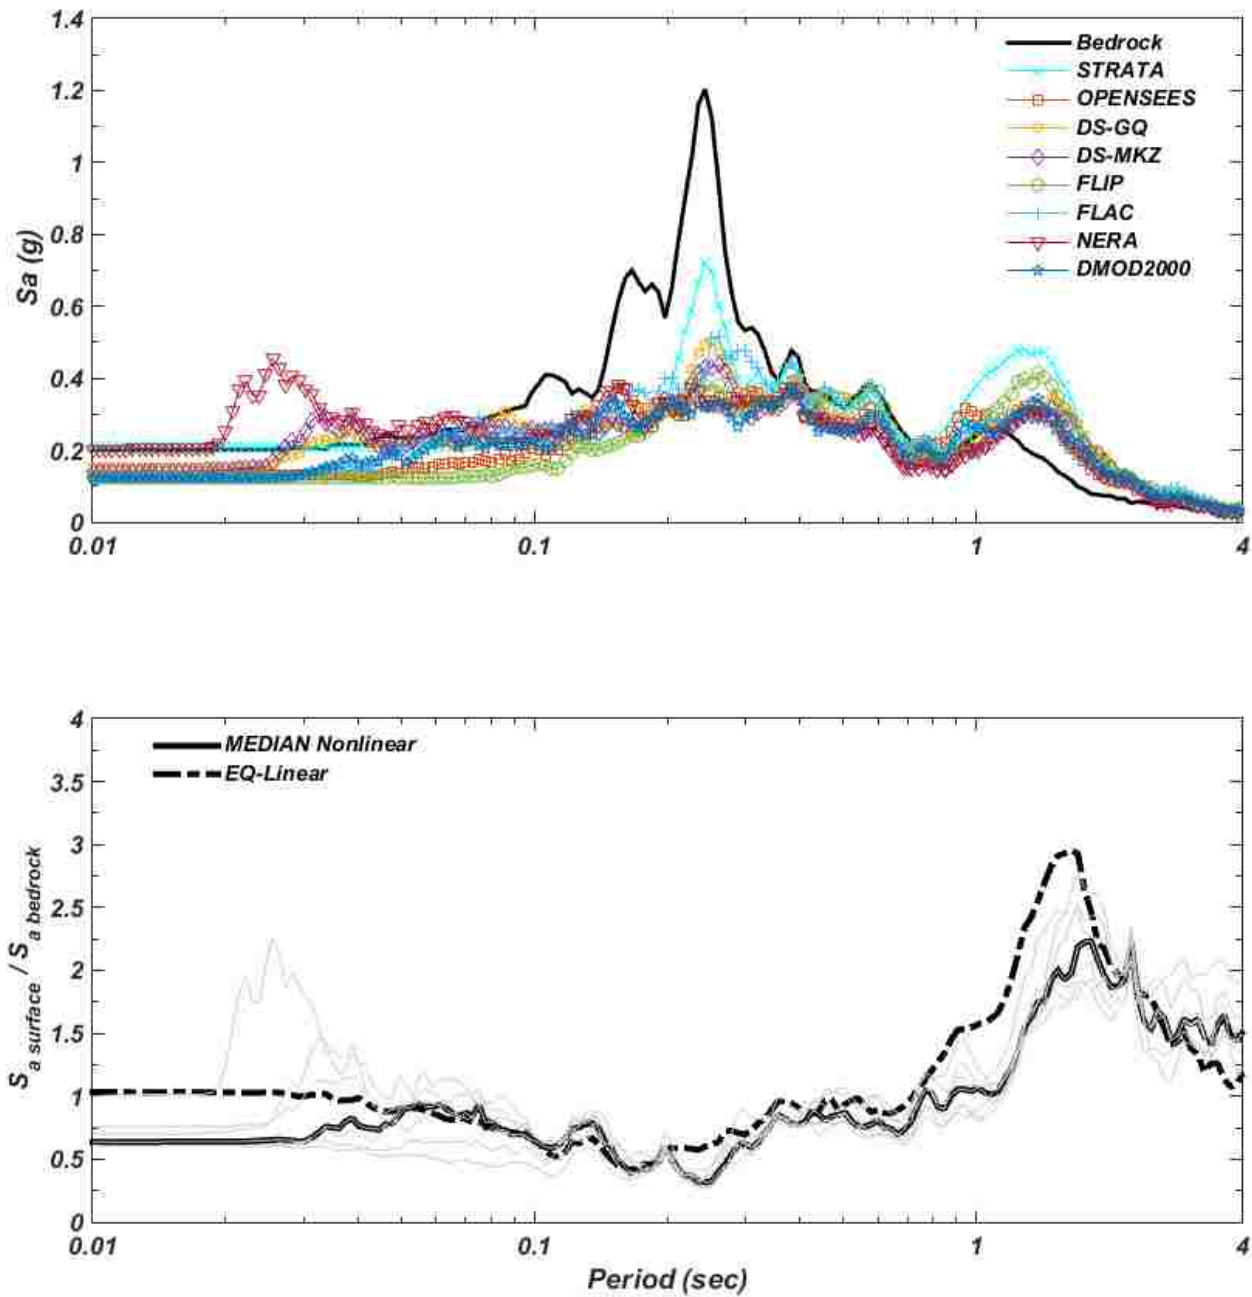 1.4
1.2
1
0.8
0.6
0.4
0.2
0
Sa (g)
Bedrock
STRATA
OPENSEES
DS-GQ
DS-MKZ
FLIP
FLAC
NERA
DMOD2000
0.01 0.1 1 4
4
3.5
3
2.5
2
1.5
1
0.5
0
S a surface / S a bedrock
MEDIAN Nonlinear
EQ-Linear
0.01 0.1 1 4
Period (sec)